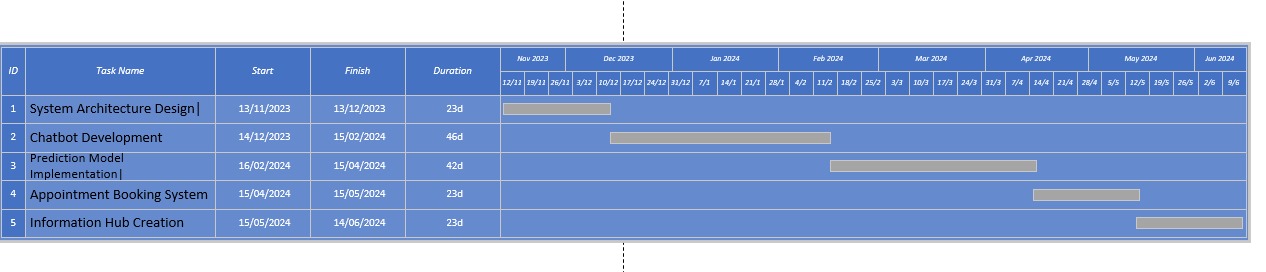 Nov 2023 Dec 2023 Jan 2024 Feb 2024 Mar 2024 Apr 2024 May 2024 Jun 2024
ID Task Name Start Finish Duration
12/11 19/11 26/11 3/12 10/12 17/12 24/12 31/12 7/1 14/1 21/1 28/1 4/2 11/2 18/2 25/2 3/3 10/3 17/3 24/3 31/3 7/4 14/4 21/4 28/4 5/5 12/5 19/5 26/5 2/6 9/6
1 System Architecture Design| 13/11/2023 13/12/2023 23d
2 Chatbot Development 14/12/2023 15/02/2024 46d
3 Prediction Model
Implementation| 16/02/2024 15/04/2024 42d
4 Appointment Booking System 15/04/2024 15/05/2024 23d
5 Information Hub Creation 15/05/2024 14/06/2024 23d